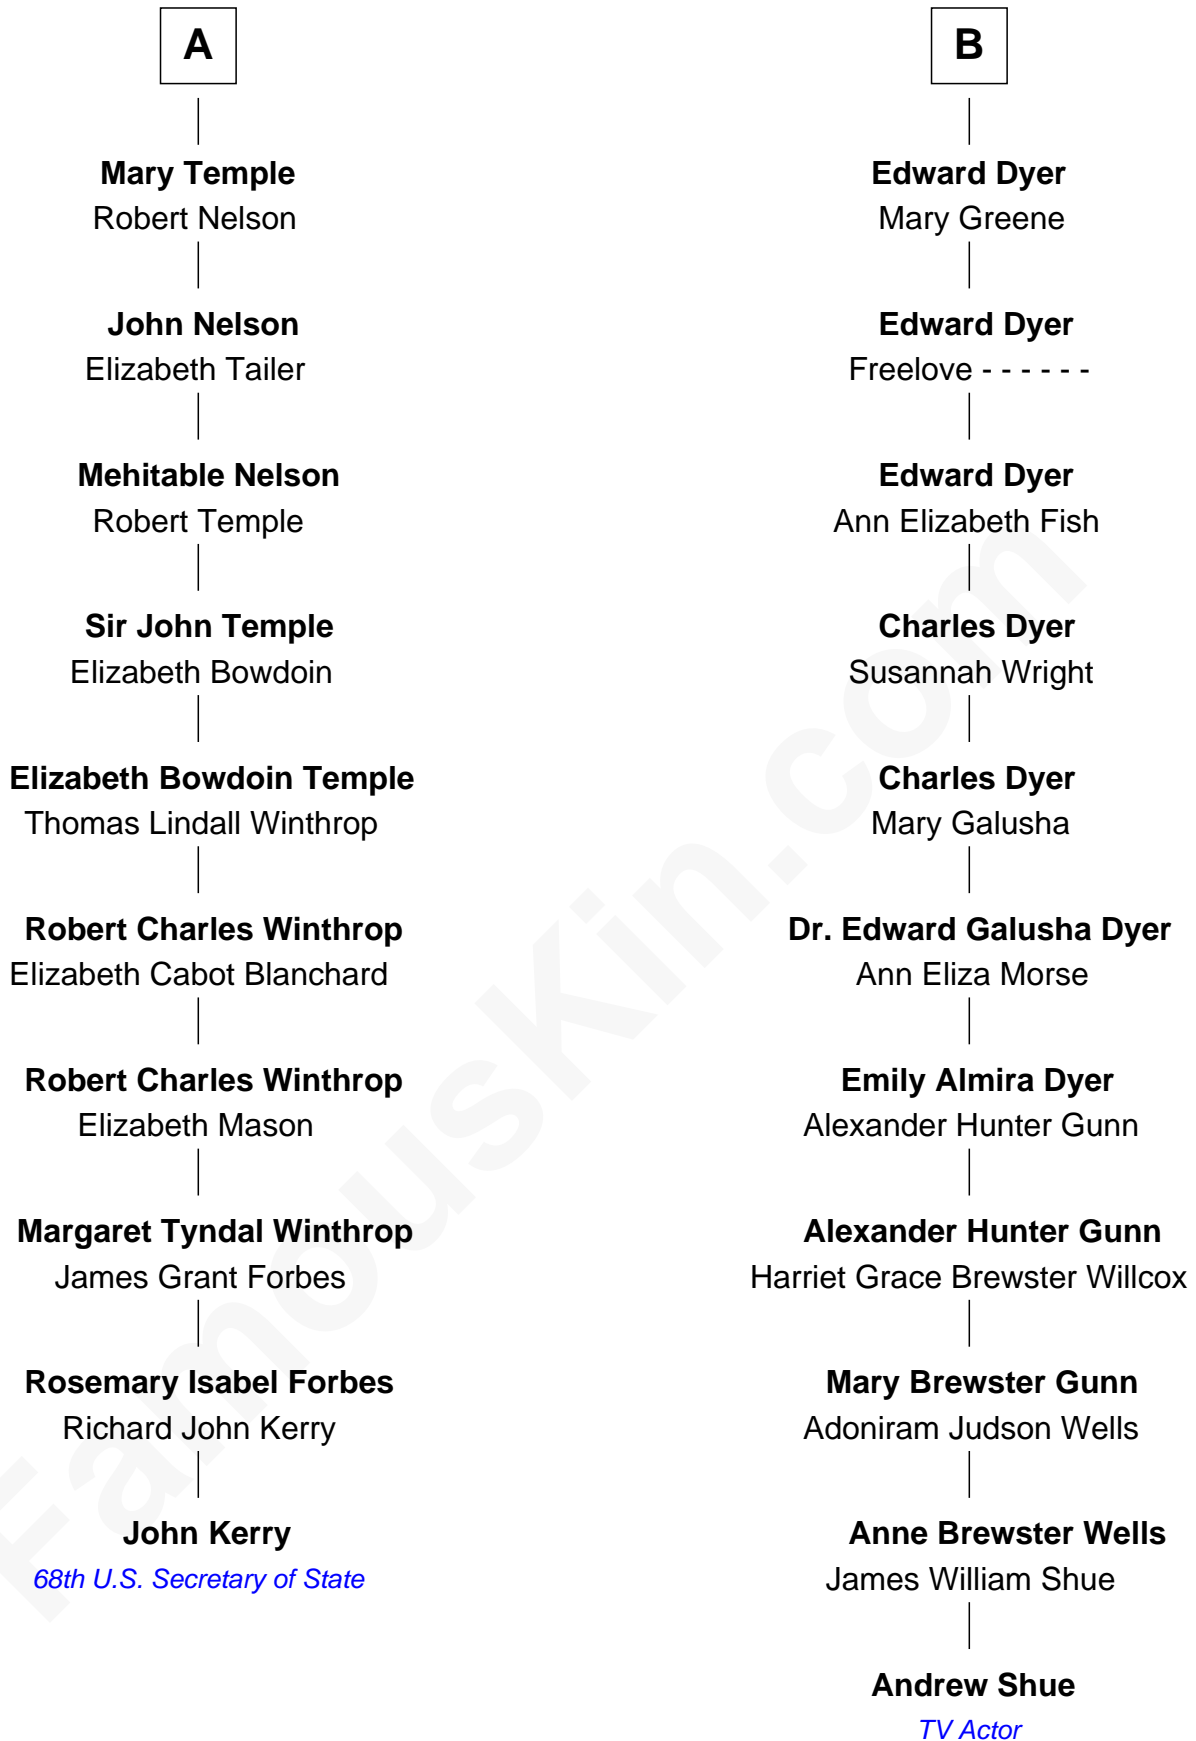 A
Mary Temple
Robert Nelson
John Nelson
Elizabeth Tailer
Mehitable Nelson
Robert Temple
Sir John Temple
Elizabeth Bowdoin
Elizabeth Bowdoin Temple
Thomas Lindall Winthrop
Robert Charles Winthrop
Elizabeth Cabot Blanchard
Robert Charles Winthrop
Elizabeth Mason
Margaret Tyndal Winthrop
James Grant Forbes
Rosemary Isabel Forbes
Richard John Kerry
John Kerry
68th U.S. Secretary of State
B
Edward Dyer
Mary Greene
Edward Dyer
Freelove - - - - - -
Edward Dyer
Ann Elizabeth Fish
Charles Dyer
Susannah Wright
Charles Dyer
Mary Galusha
Dr. Edward Galusha Dyer
Ann Eliza Morse
Emily Almira Dyer
Alexander Hunter Gunn
Alexander Hunter Gunn
Harriet Grace Brewster Willcox
Mary Brewster Gunn
Adoniram Judson Wells
Anne Brewster Wells
James William Shue
Andrew Shue
TV Actor
FamousKin.com